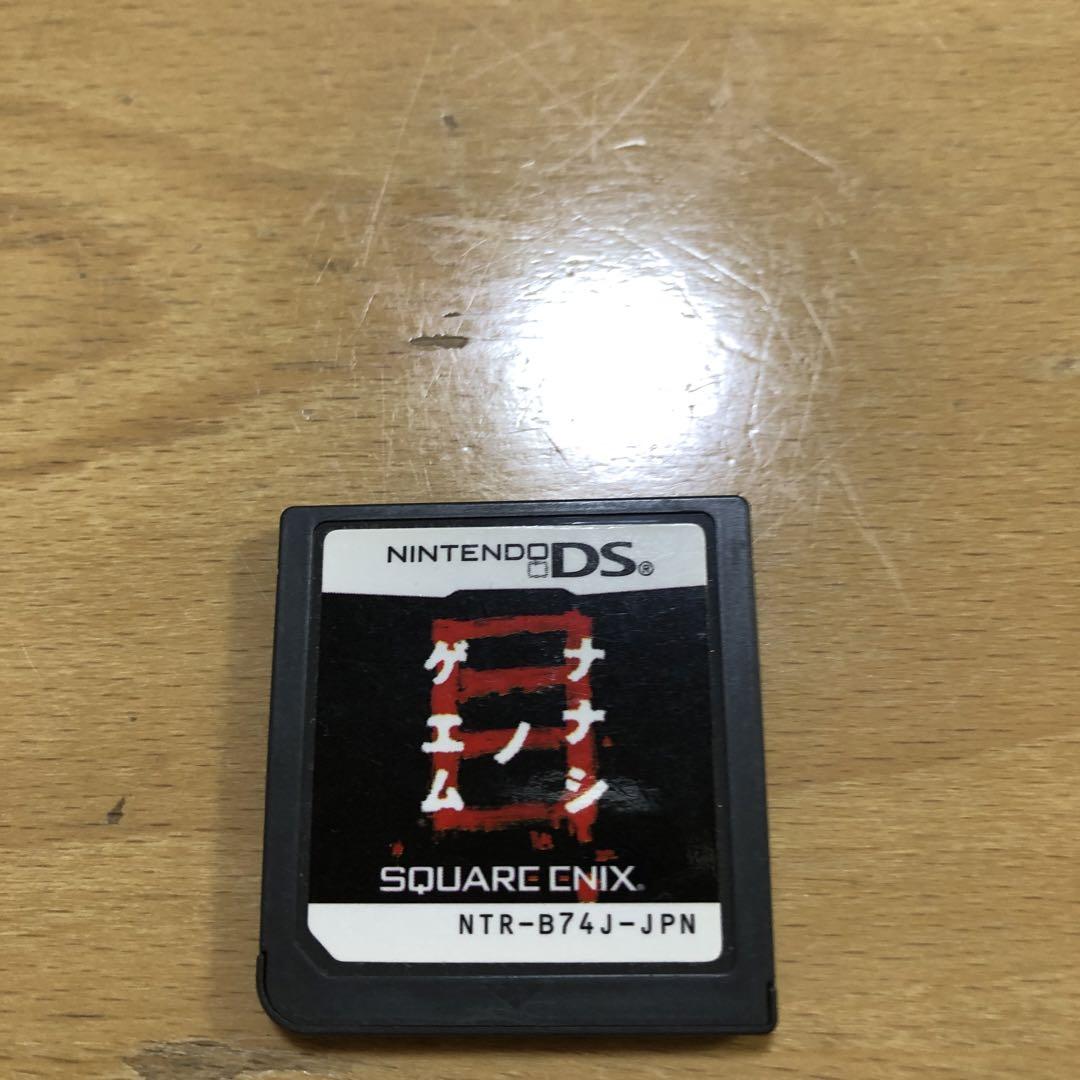 NINTENDO DS®
ナナシ
ノ
ゲエム
SQUARE ENIX.
NTR-B74J-JPN